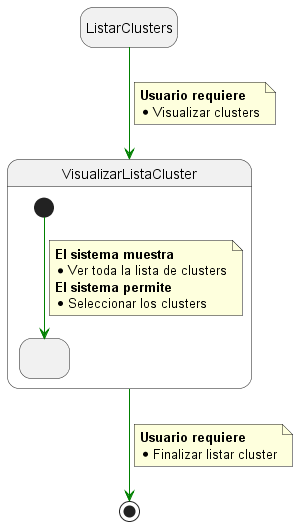 ListarClusters
Usuario requiere
• Visualizar clusters
VisualizarListaCluster
El sistema muestra
• Ver toda la lista de clusters
El sistema permite
• Seleccionar los clusters
Usuario requiere
• Finalizar listar cluster